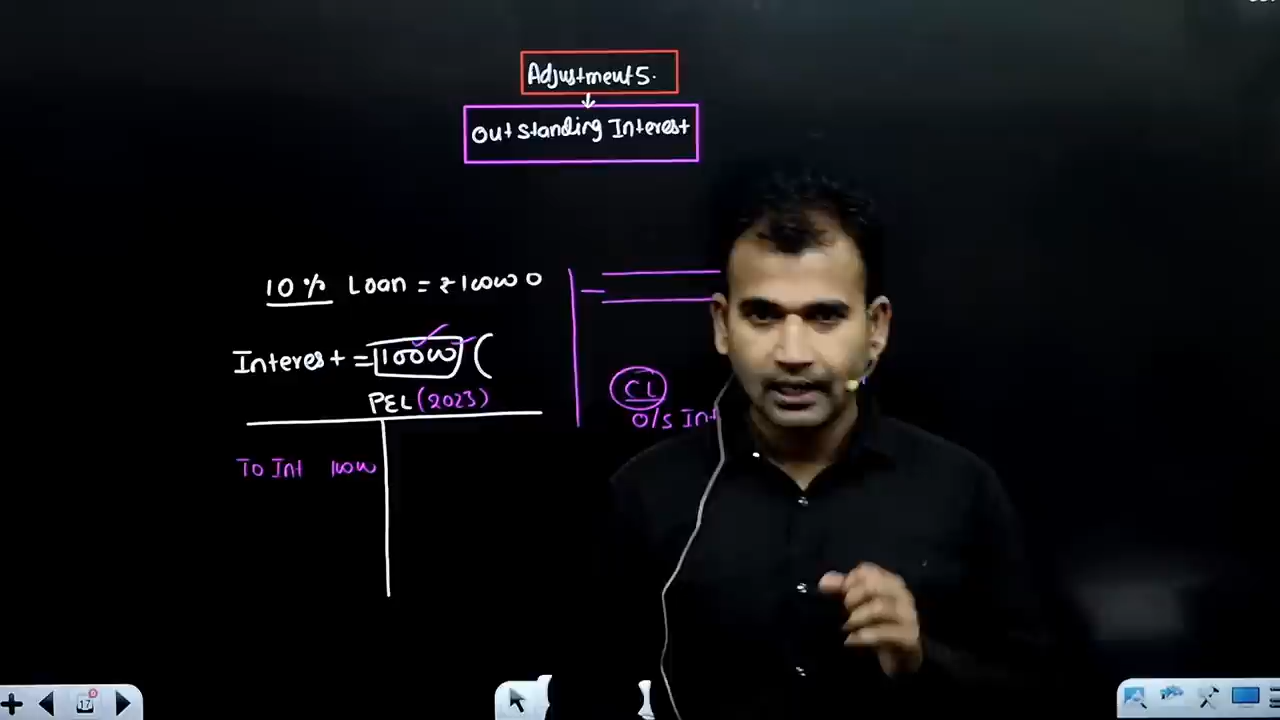 Adjustments.
Outstanding Interest
10% Loan = ₹10000
Interest = 1000 (
P&L (2023)
To Int 1000
CL
O/S Int